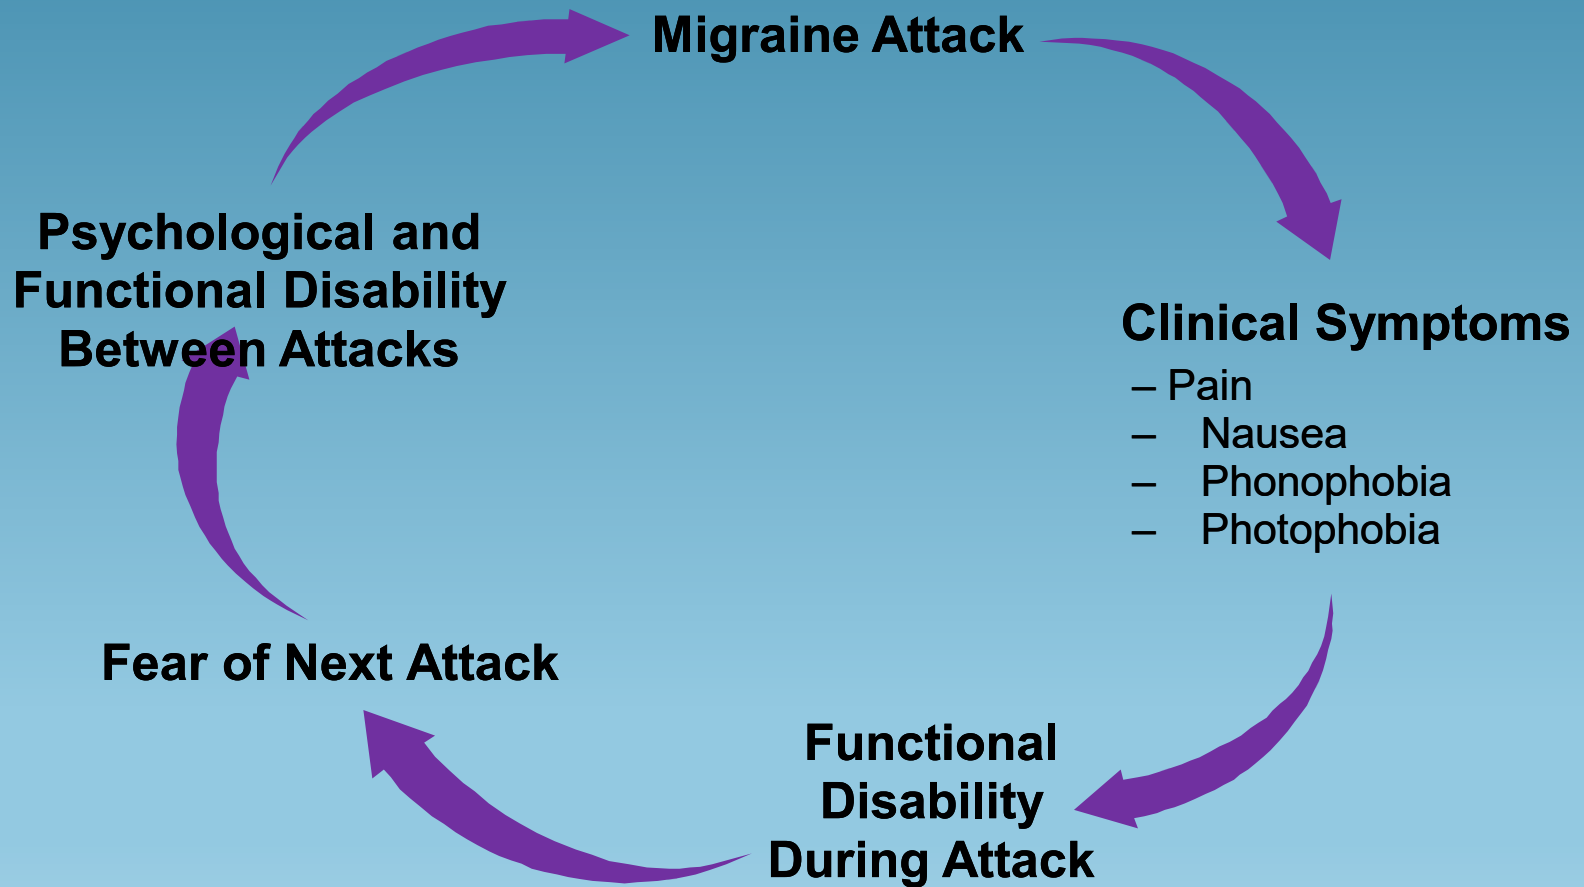 Migraine Attack
Clinical Symptoms
– Pain
– Nausea
– Phonophobia
– Photophobia
Functional
Disability
During Attack
Fear of Next Attack
Psychological and
Functional Disability
Between Attacks